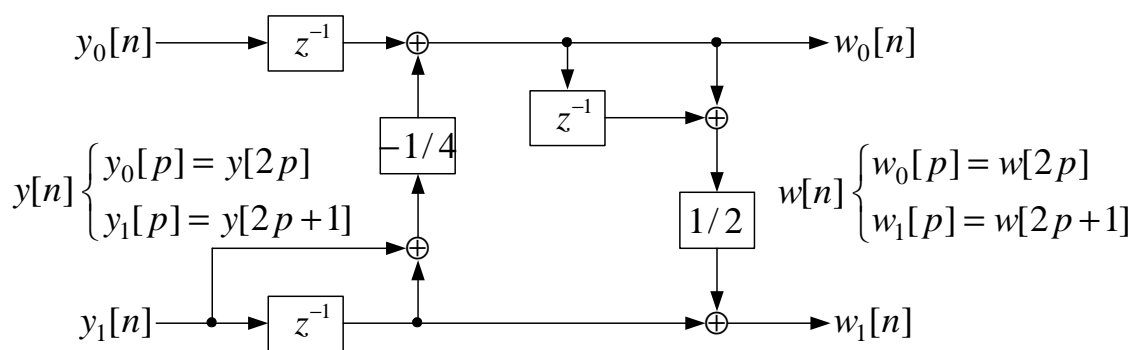 y₀[n] z⁻¹ w₀[n]
z⁻¹
−1/4
y[n] { y₀[p] = y[2p]
y₁[p] = y[2p+1]
1/2
w[n] { w₀[p] = w[2p]
w₁[p] = w[2p+1]
y₁[n] z⁻¹ w₁[n]